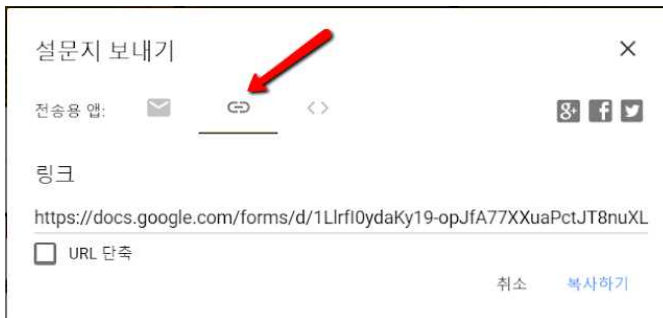 설문지 보내기
전송용 앱:
링크
https://docs.google.com/forms/d/1LlrfI0ydaKy19-opJfA77XXuaPctJT8nuXL
URL 단축
취소 복사하기